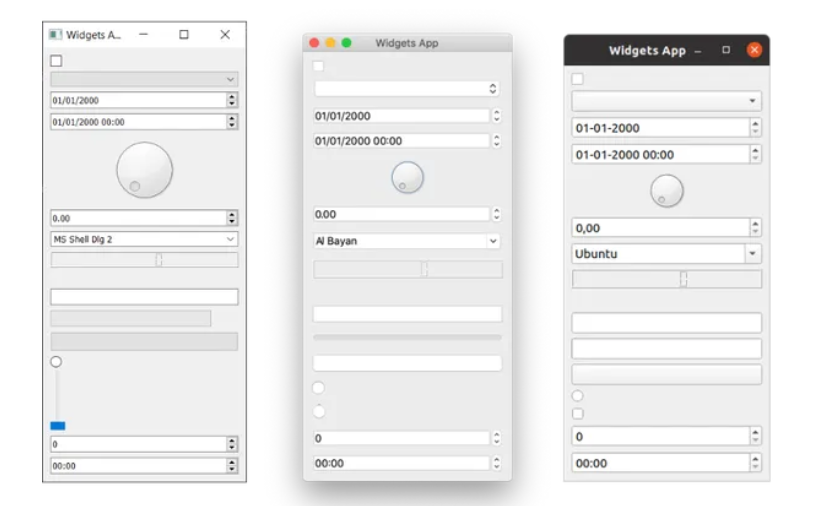 Widgets A...
01/01/2000
01/01/2000 00:00
0.00
MS Shell Dlg 2
0
00:00
Widgets App
01/01/2000
01/01/2000 00:00
0.00
Al Bayan
0
00:00
Widgets App
01-01-2000
01-01-2000 00:00
0,00
Ubuntu
0
00:00